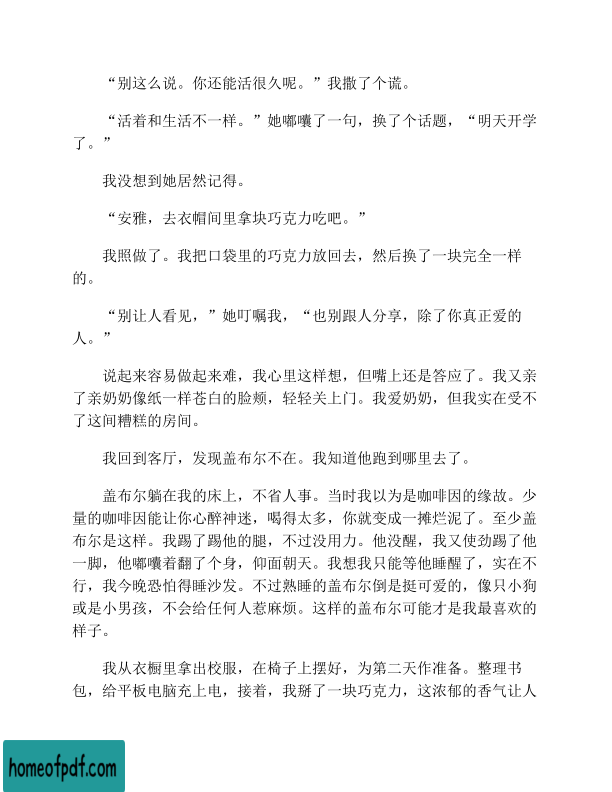 “别这么说。你还能活很久呢。”我撒了个谎。
“活着和生活不一样。”她嘟囔了一句，换了个话题，“明天开学
了。”
我没想到她居然记得。
“安雅，去衣帽间里拿块巧克力吃吧。”
我照做了。我把口袋里的巧克力放回去，然后换了一块完全一样
的。
“别让人看见，”她叮嘱我，“也别跟人分享，除了你真正爱的
人。”
说起来容易做起来难，我心里这样想，但嘴上还是答应了。我又亲
了亲奶奶像纸一样苍白的脸颊，轻轻关上门。我爱奶奶，但我实在受不
了这间糟糕的房间。
我回到客厅，发现盖布尔不在。我知道他跑到哪里去了。
盖布尔躺在我的床上，不省人事。当时我以为是咖啡因的缘故。少
量的咖啡因能让你心醉神迷，喝得太多，你就变成一摊烂泥了。至少盖
布尔是这样。我踢了踢他的腿，不过没用力。他没醒，我又使劲踢了他
一脚，他嘟囔着翻了个身，仰面朝天。我想我只能等他睡醒了，实在不
行，我今晚恐怕得睡沙发。不过熟睡的盖布尔倒是挺可爱的，像只小狗
或是小男孩，不会给任何人惹麻烦。这样的盖布尔可能才是我最喜欢的
样子。
我从衣橱里拿出校服，在椅子上摆好，为第二天作准备。整理书
包，给平板电脑充上电，接着，我掰了一块巧克力，这浓郁的香气让人
homeofpdf.com